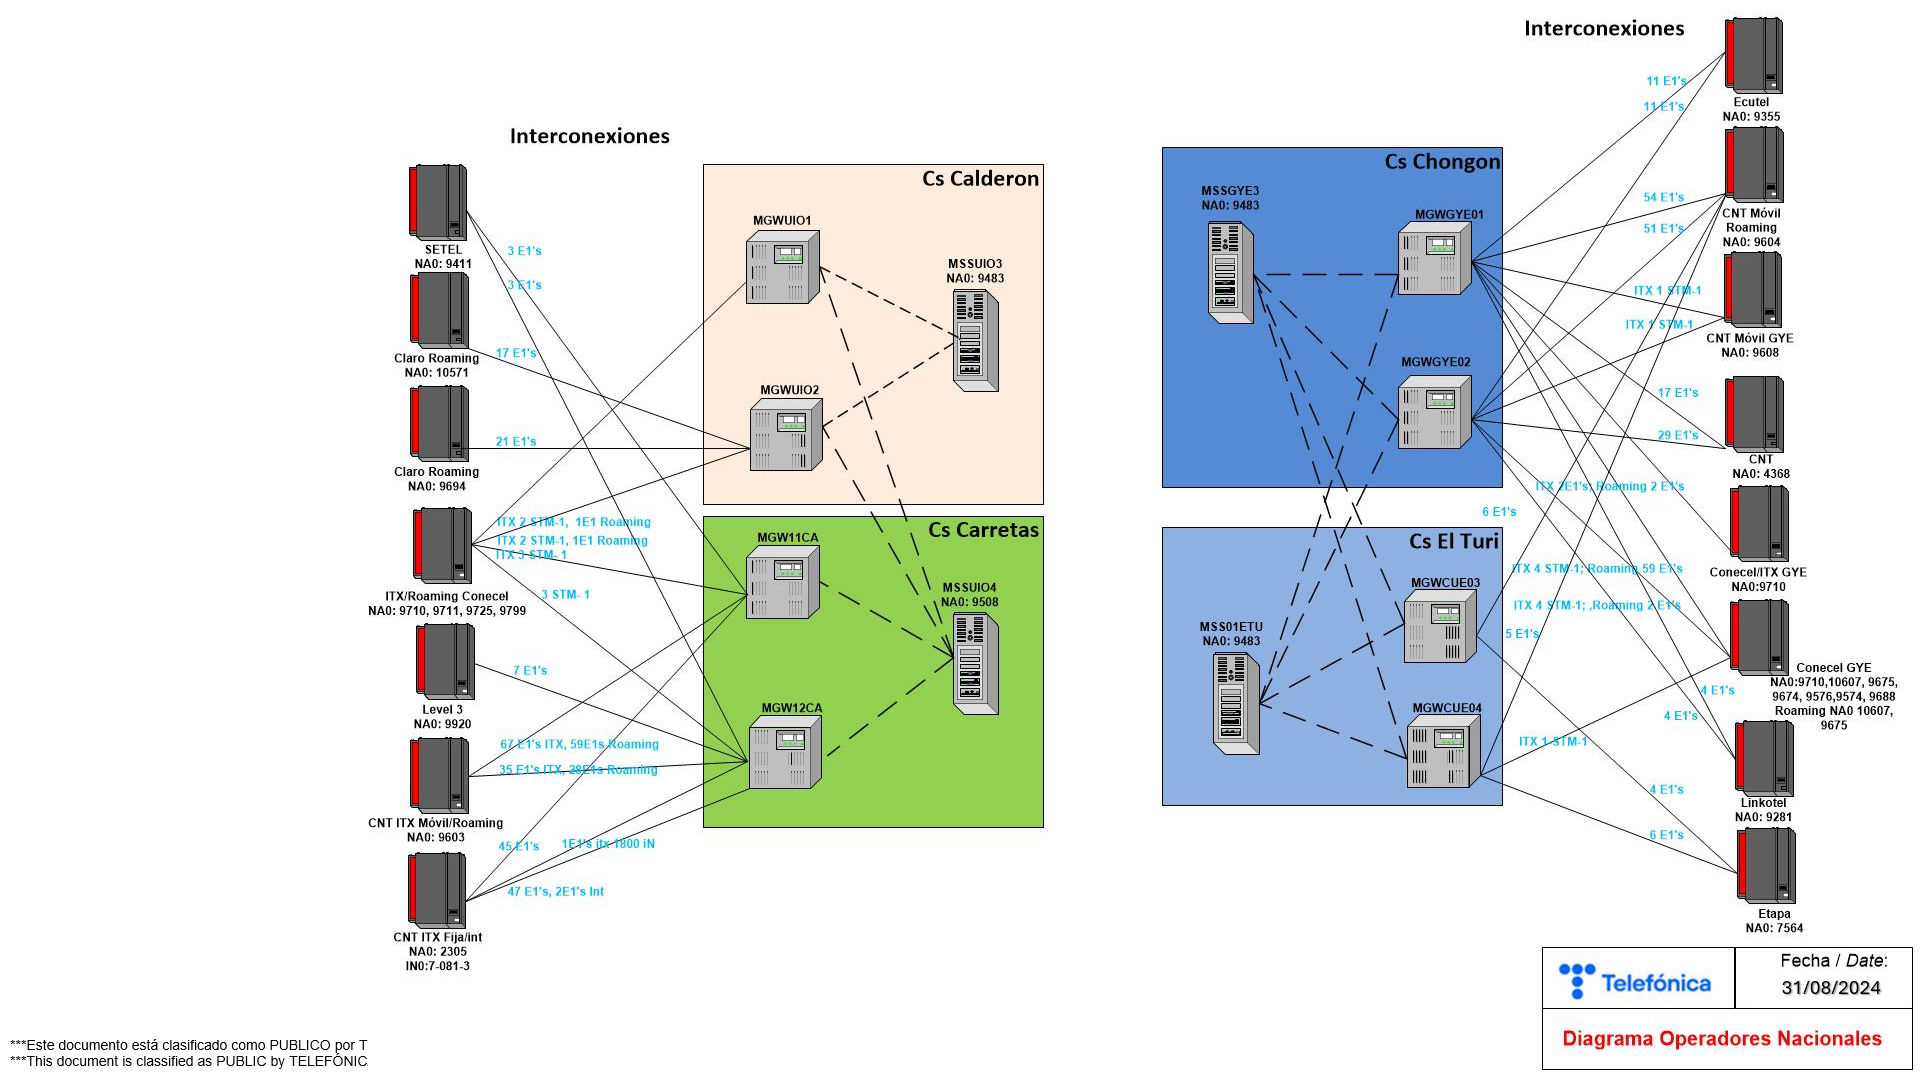 Interconexiones
SETEL
NA0: 9411
Claro Roaming
NA0: 10571
Claro Roaming
NA0: 9694
ITX/Roaming Conecel
NA0: 9710, 9711, 9725, 9799
Level 3
NA0: 9920
CNT ITX Móvil/Roaming
NA0: 9603
CNT ITX Fija/int
NA0: 2305
IN0:7-081-3
3 E1's
3 E1's
17 E1's
21 E1's
ITX 2 STM-1, 1E1 Roaming
ITX 2 STM-1, 1E1 Roaming
ITX 3 STM- 1
3 STM- 1
7 E1's
67 E1's ITX, 59E1s Roaming
35 E1's ITX, 28E1s Roaming
45 E1's
1E1's itx 1800 iN
47 E1's, 2E1's Int
Cs Calderon
MGWUIO1
MSSUIO3
NA0: 9483
MGWUIO2
Cs Carretas
MGW11CA
MSSUIO4
NA0: 9508
MGW12CA
Cs Chongon
MSSGYE3
NA0: 9483
MGWGYE01
MGWGYE02
Cs El Turi
MGWCUE03
MSS01ETU
NA0: 9483
MGWCUE04
Interconexiones
11 E1's
11 E1's
54 E1's
51 E1's
ITX 1 STM-1
ITX 1 STM-1
17 E1's
29 E1's
ITX 2E1's; Roaming 2 E1's
6 E1's
ITX 4 STM-1; Roaming 59 E1's
ITX 4 STM-1; ,Roaming 2 E1's
5 E1's
4 E1's
4 E1's
ITX 1 STM-1
4 E1's
6 E1's
Ecutel
NA0: 9355
CNT Móvil
Roaming
NA0: 9604
CNT Móvil GYE
NA0: 9608
CNT
NA0: 4368
Conecel/ITX GYE
NA0:9710
Conecel GYE
NA0:9710,10607, 9675,
9674, 9576,9574, 9688
Roaming NA0 10607,
9675
Linkotel
NA0: 9281
Etapa
NA0: 7564
Telefónica
Fecha / Date:
31/08/2024
Diagrama Operadores Nacionales
***Este documento está clasificado como PUBLICO por T
***This document is classified as PUBLIC by TELEFÓNIC